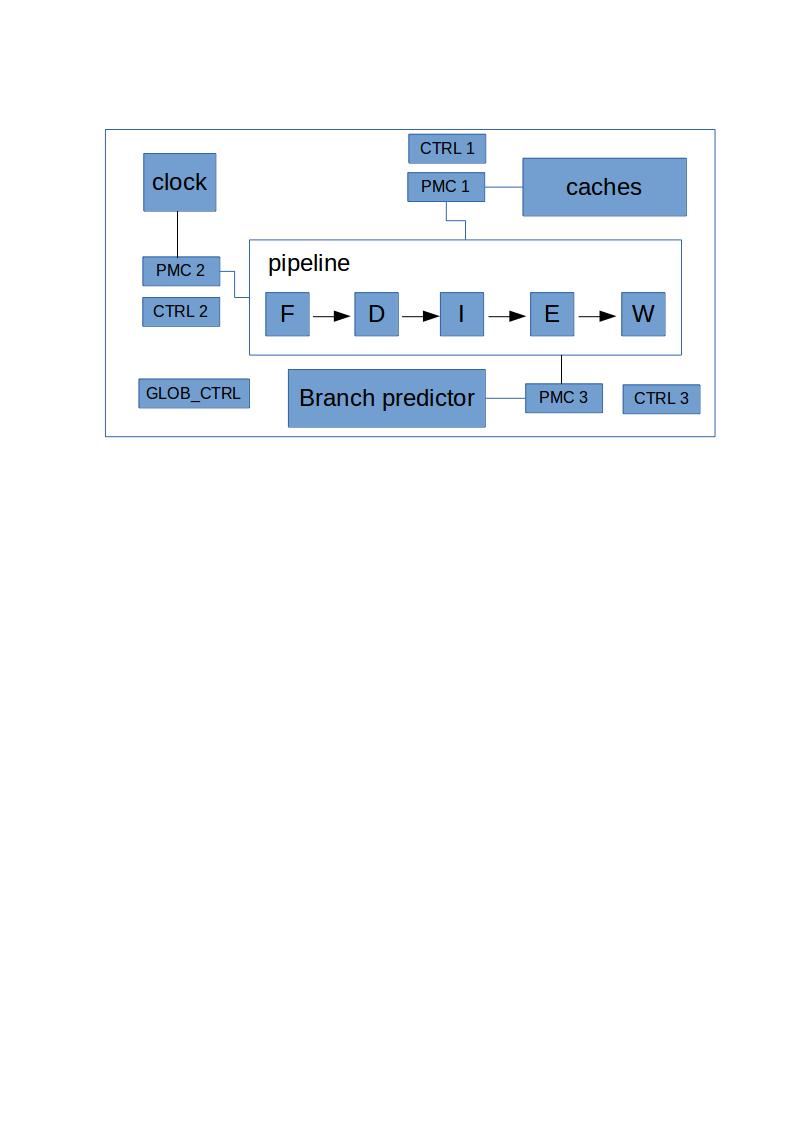 CTRL 1
clock
PMC 1
caches
pipeline
PMC 2
CTRL 2
F
D
I
E
W
GLOB_CTRL
Branch predictor
PMC 3
CTRL 3